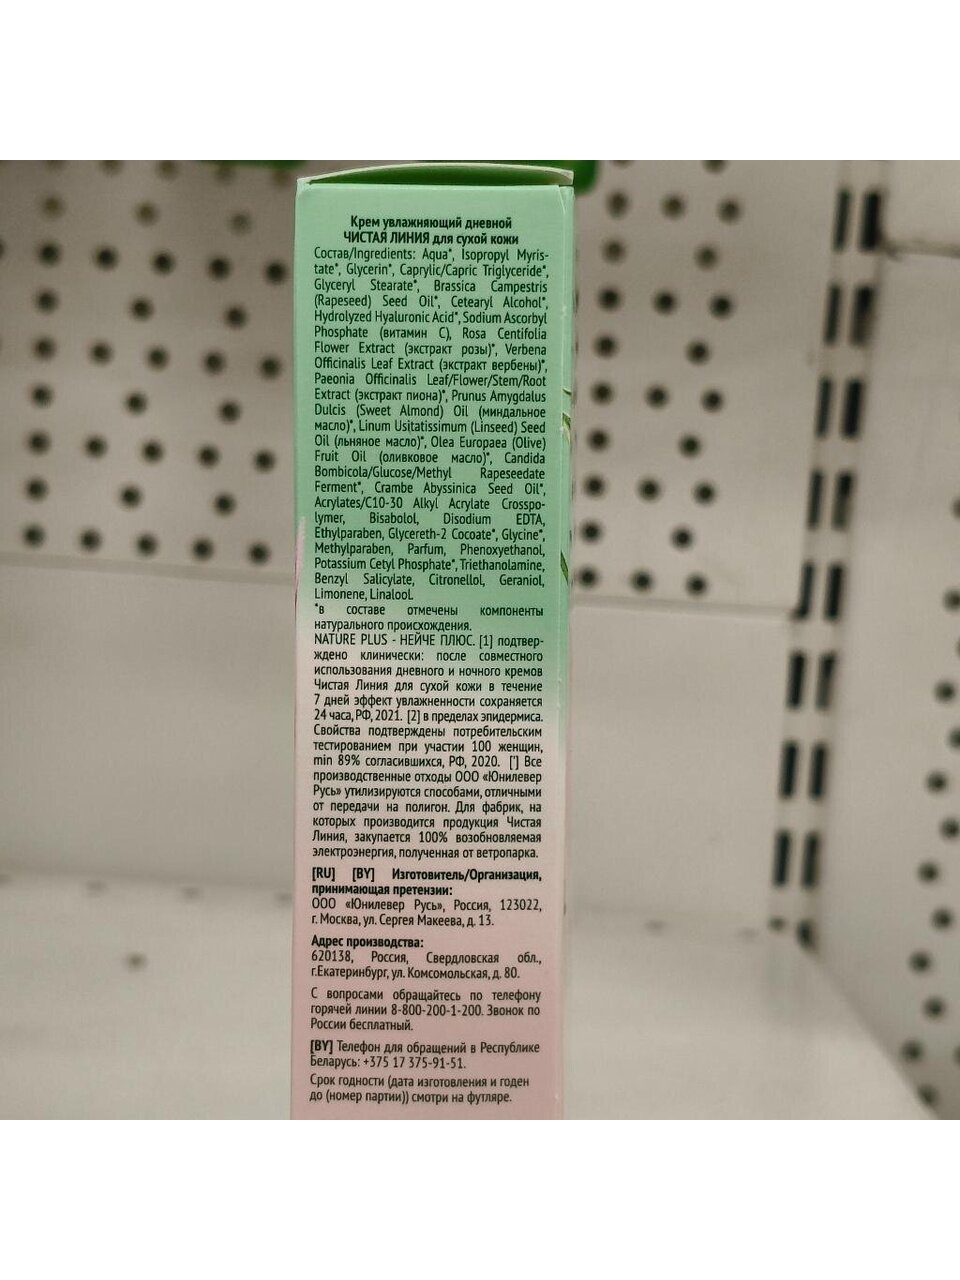 Крем увлажняющий дневной
ЧИСТАЯ ЛИНИЯ для сухой кожи
Состав/Ingredients: Aqua*, Isopropyl Myris-
tate*, Glycerin*, Caprylic/Capric Triglyceride*,
Glyceryl Stearate*, Brassica Campestris
(Rapeseed) Seed Oil*, Cetearyl Alcohol*,
Hydrolyzed Hyaluronic Acid*, Sodium Ascorbyl
Phosphate (витамин С), Rosa Centifolia
Flower Extract (экстракт розы)*, Verbena
Officinalis Leaf Extract (экстракт вербены)*,
Paeonia Officinalis Leaf/Flower/Stem/Root
Extract (экстракт пиона)*, Prunus Amygdalus
Dulcis (Sweet Almond) Oil (миндальное
масло)*, Linum Usitatissimum (Linseed) Seed
Oil (льняное масло)*, Olea Europaea (Olive)
Fruit Oil (оливковое масло)*, Candida
Bombicola/Glucose/Methyl Rapeseedate
Ferment*, Crambe Abyssinica Seed Oil*,
Acrylates/C10-30 Alkyl Acrylate Crosspo-
lymer, Bisabolol, Disodium EDTA,
Ethylparaben, Glycereth-2 Cocoate*, Glycine*,
Methylparaben, Parfum, Phenoxyethanol,
Potassium Cetyl Phosphate*, Triethanolamine,
Benzyl Salicylate, Citronellol, Geraniol,
Limonene, Linalool.
*в составе отмечены компоненты
натурального происхождения.
NATURE PLUS - НЕЙЧЕ ПЛЮС. [1] подтвер-
ждено клинически: после совместного
использования дневного и ночного кремов
Чистая Линия для сухой кожи в течение
7 дней эффект увлажненности сохраняется
24 часа, РФ, 2021. [2] в пределах эпидермиса.
Свойства подтверждены потребительским
тестированием при участии 100 женщин,
min 89% согласившихся, РФ, 2020. [*] Все
производственные отходы ООО «Юнилевер
Русь» утилизируются способами, отличными
от передачи на полигон. Для фабрик, на
которых производится продукция Чистая
Линия, закупается 100% возобновляемая
электроэнергия, полученная от ветропарка.
[RU] [BY] Изготовитель/Организация,
принимающая претензии:
ООО «Юнилевер Русь», Россия, 123022,
г. Москва, ул. Сергея Макеева, д. 13.
Адрес производства:
620138, Россия, Свердловская обл.,
г.Екатеринбург, ул. Комсомольская, д. 80.
С вопросами обращайтесь по телефону
горячей линии 8-800-200-1-200. Звонок по
России бесплатный.
[BY] Телефон для обращений в Республике
Беларусь: +375 17 375-91-51.
Срок годности (дата изготовления и годен
до (номер партии)) смотри на футляре.